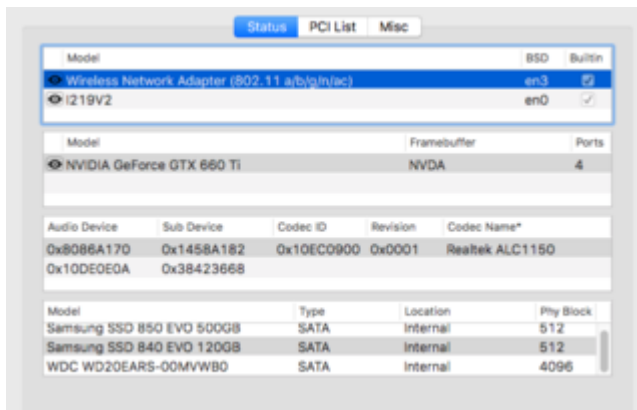 Status PCI List Misc
Model BSD Builtin
Wireless Network Adapter (802.11 a/b/g/n/ac) en3
I219V2 en0
Model Framebuffer Ports
NVIDIA GeForce GTX 660 Ti NVDA 4
Audio Device Sub Device Codec ID Revision Codec Name*
0x8086A170 0x1458A182 0x10EC0900 0x0001 Realtek ALC1150
0x10DE0E0A 0x38423668
Model Type Location Phy Block
Samsung SSD 850 EVO 500GB SATA Internal 512
Samsung SSD 840 EVO 120GB SATA Internal 512
WDC WD20EARS-00MVWB0 SATA Internal 4096